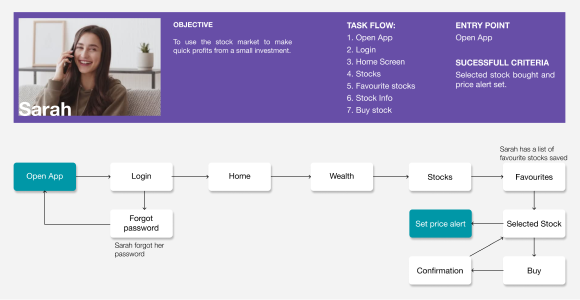 Sarah
OBJECTIVE
To use the stock market to make
quick profits from a small investment.
TASK FLOW:
1. Open App
2. Login
3. Home Screen
4. Stocks
5. Favourite stocks
6. Stock Info
7. Buy stock
ENTRY POINT
Open App
SUCESSFULL CRITERIA
Selected stock bought and
price alert set.
Sarah has a list of
favourite stocks saved
Open App
Login
Home
Wealth
Stocks
Favourites
Forgot
password
Set price alert
Selected Stock
Sarah forgot her
password
Confirmation
Buy